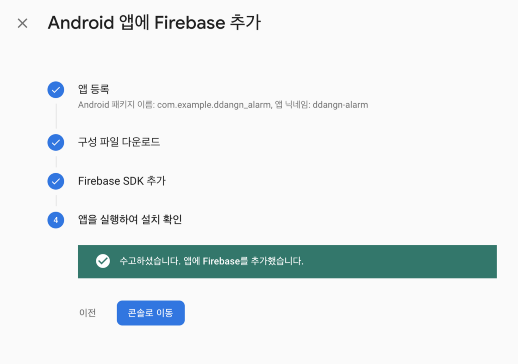 Android 앱에 Firebase 추가
앱 등록
Android 패키지 이름: com.example.ddangn_alarm, 앱 닉네임: ddangn-alarm
구성 파일 다운로드
Firebase SDK 추가
4
앱을 실행하여 설치 확인
수고하셨습니다. 앱에 Firebase를 추가했습니다.
이전
콘솔로 이동